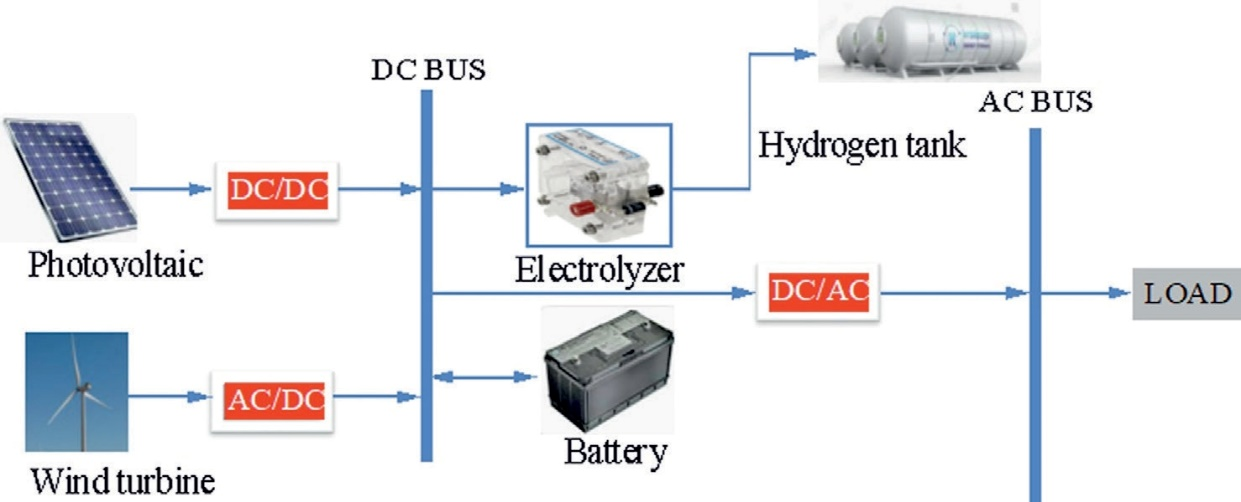 DC BUS
AC BUS
Hydrogen tank
DC/DC
Photovoltaic
Electrolyzer
DC/AC
LOAD
AC/DC
Battery
Wind turbine